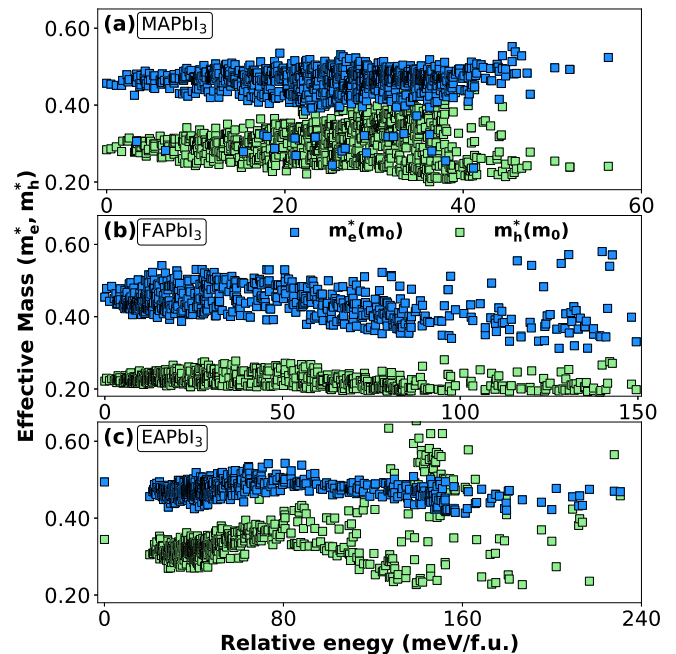 (a) MAPbI3
0.60
0.40
0.20
0 20 40 60
(b) FAPbI3 m*e(m0) m*h(m0)
0.60
0.40
0.20
0 50 100 150
(c) EAPbI3
0.60
0.40
0.20
0 80 160 240
Effective Mass (m*e, m*h)
Relative enegy (meV/f.u.)